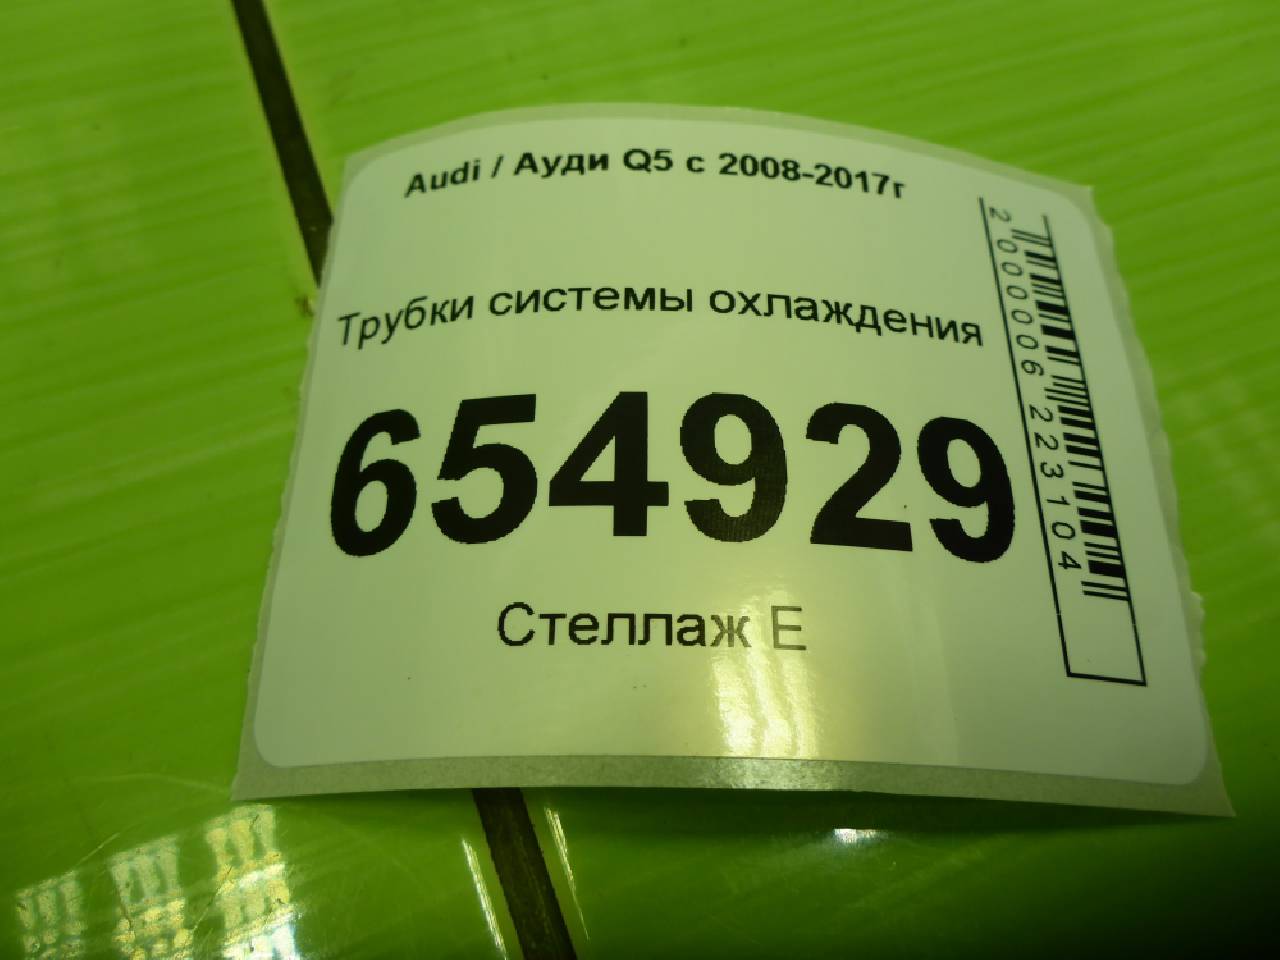 Audi / Ауди Q5 с 2008-2017г
Трубки системы охлаждения
654929
Стеллаж Е
2000006223104